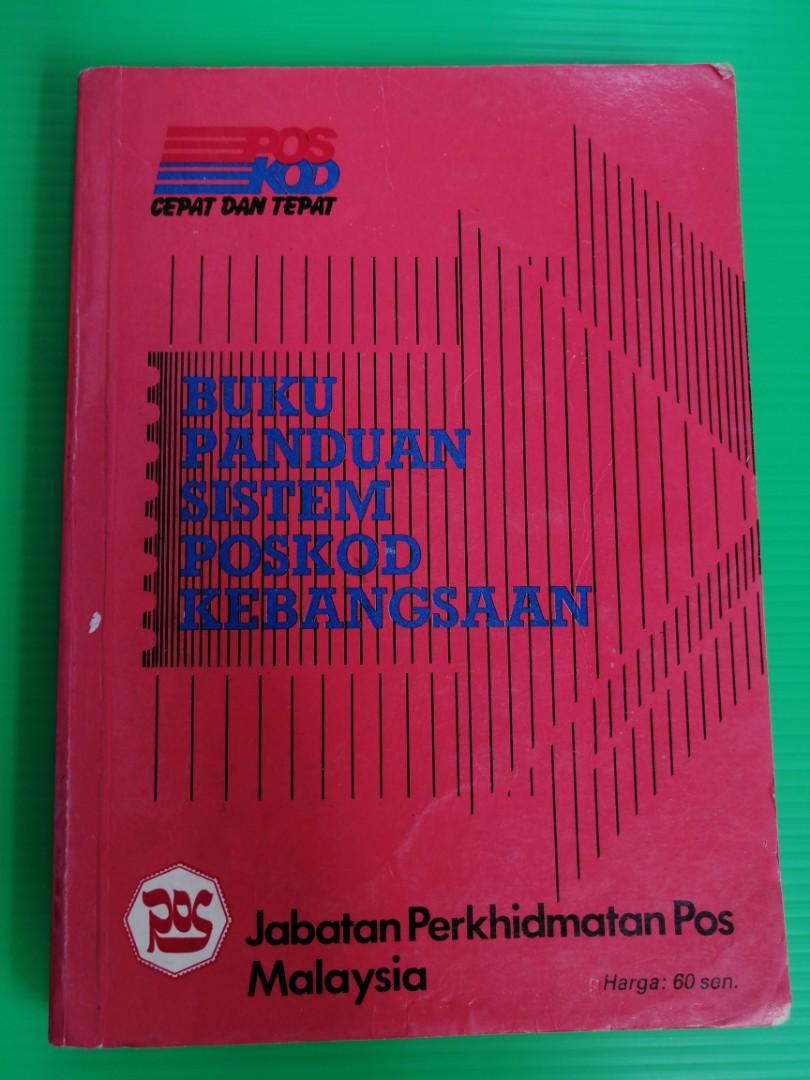 POS
KOD
CEPAT DAN TEPAT
BUKU
PANDUAN
SISTEM
POSKOD
KEBANGSAAN
POS
Jabatan Perkhidmatan Pos
Malaysia
Harga: 60 sen.